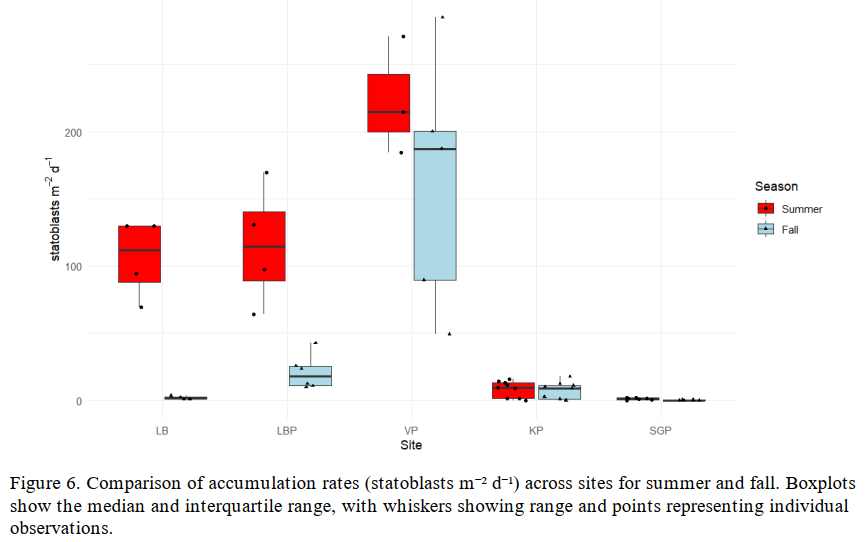 200
100
0
statoblasts m⁻² d⁻¹
LB LBP VP KP SGP
Site
Season
Summer
Fall
Figure 6. Comparison of accumulation rates (statoblasts m⁻² d⁻¹) across sites for summer and fall. Boxplots
show the median and interquartile range, with whiskers showing range and points representing individual
observations.